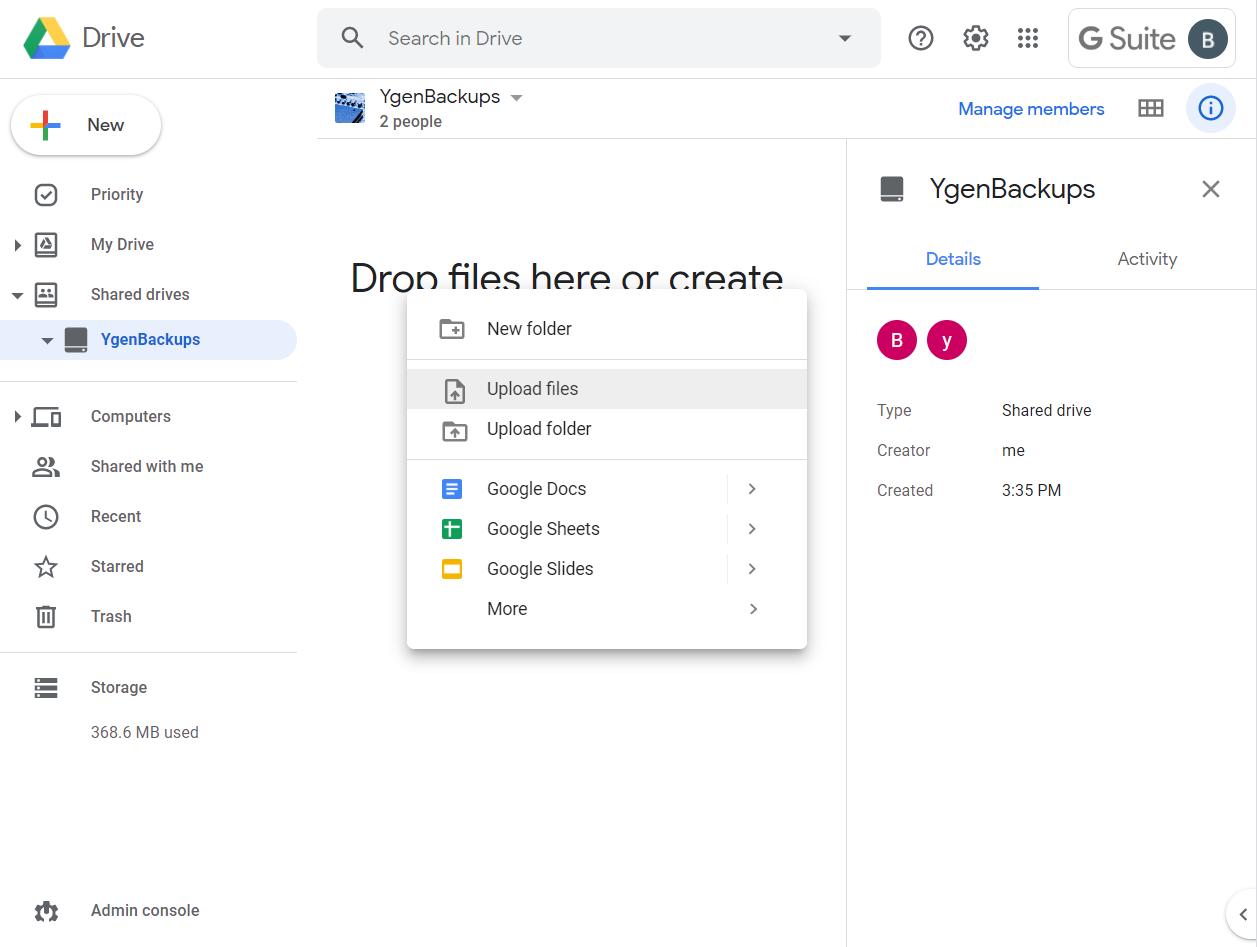 Drive
Search in Drive
G Suite
B
New
Priority
My Drive
Shared drives
YgenBackups
Computers
Shared with me
Recent
Starred
Trash
Storage
368.6 MB used
Admin console
YgenBackups
2 people
Manage members
Drop files here or create
New folder
Upload files
Upload folder
Google Docs
Google Sheets
Google Slides
More
YgenBackups
Details Activity
B y
Type Shared drive
Creator me
Created 3:35 PM